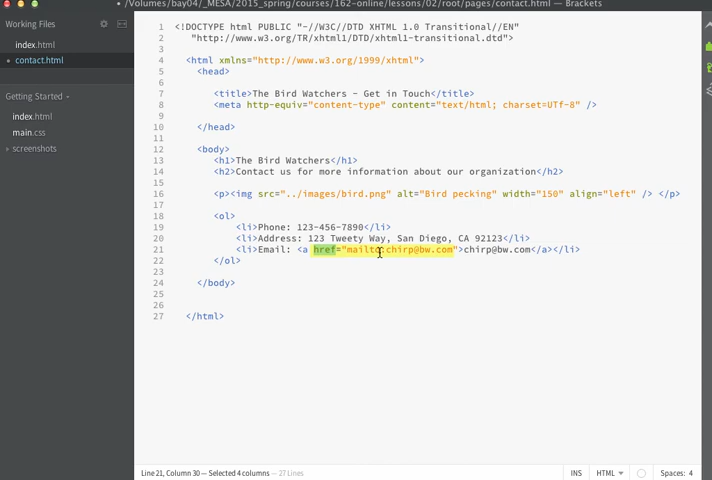 /Volumes/bay04/_MESA/2015_spring/courses/162-online/lessons/02/root/pages/contact.html — Brackets
Working Files
index.html
• contact.html
Getting Started
index.html
main.css
screenshots
1 <!DOCTYPE html PUBLIC "-//W3C//DTD XHTML 1.0 Transitional//EN"
2 "http://www.w3.org/TR/xhtml1/DTD/xhtml1-transitional.dtd">
3
4 <html xmlns="http://www.w3.org/1999/xhtml">
5 <head>
6
7 <title>The Bird Watchers - Get in Touch</title>
8 <meta http-equiv="content-type" content="text/html; charset=UTf-8" />
9
10 </head>
11
12 <body>
13 <h1>The Bird Watchers</h1>
14 <h2>Contact us for more information about our organization</h2>
15
16 <p><img src="../images/bird.png" alt="Bird pecking" width="150" align="left" /> </p>
17
18 <ol>
19 <li>Phone: 123-456-7890</li>
20 <li>Address: 123 Tweety Way, San Diego, CA 92123</li>
21 <li>Email: <a href="mailto:chirp@bw.com">chirp@bw.com</a></li>
22 </ol>
23
24 </body>
25
26
27 </html>
Line 21, Column 30 — Selected 4 columns — 27 Lines
INS HTML Spaces: 4